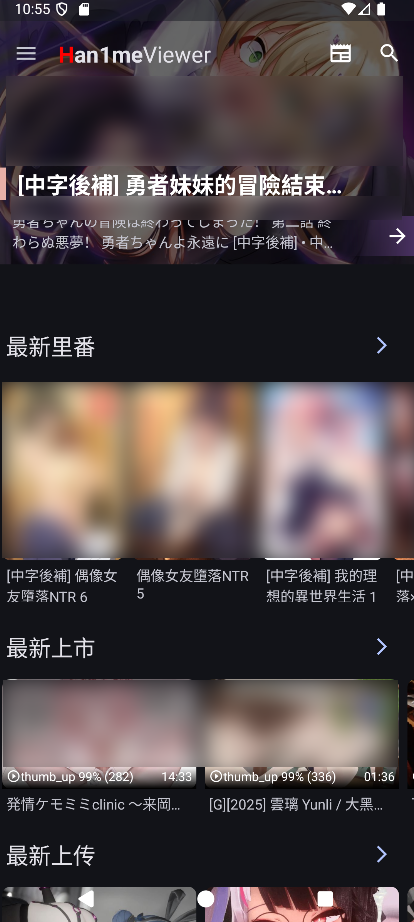 10:55
Han1meViewer
[中字後補] 勇者妹妹的冒險結束…
勇者ちゃんの冒険は終わってしまった！ 第二話 終
わらぬ悪夢！ 勇者ちゃんよ永遠に [中字後補] • 中…
最新里番
[中字後補] 偶像女
友墮落NTR 6
偶像女友墮落NTR
5
[中字後補] 我的理
想的異世界生活 1
[中
落×
最新上市
thumb_up 99% (282) 14:33
thumb_up 99% (336) 01:36
発情ケモミミclinic ～来岡…
[G][2025] 雲璃 Yunli / 大黑…
最新上传